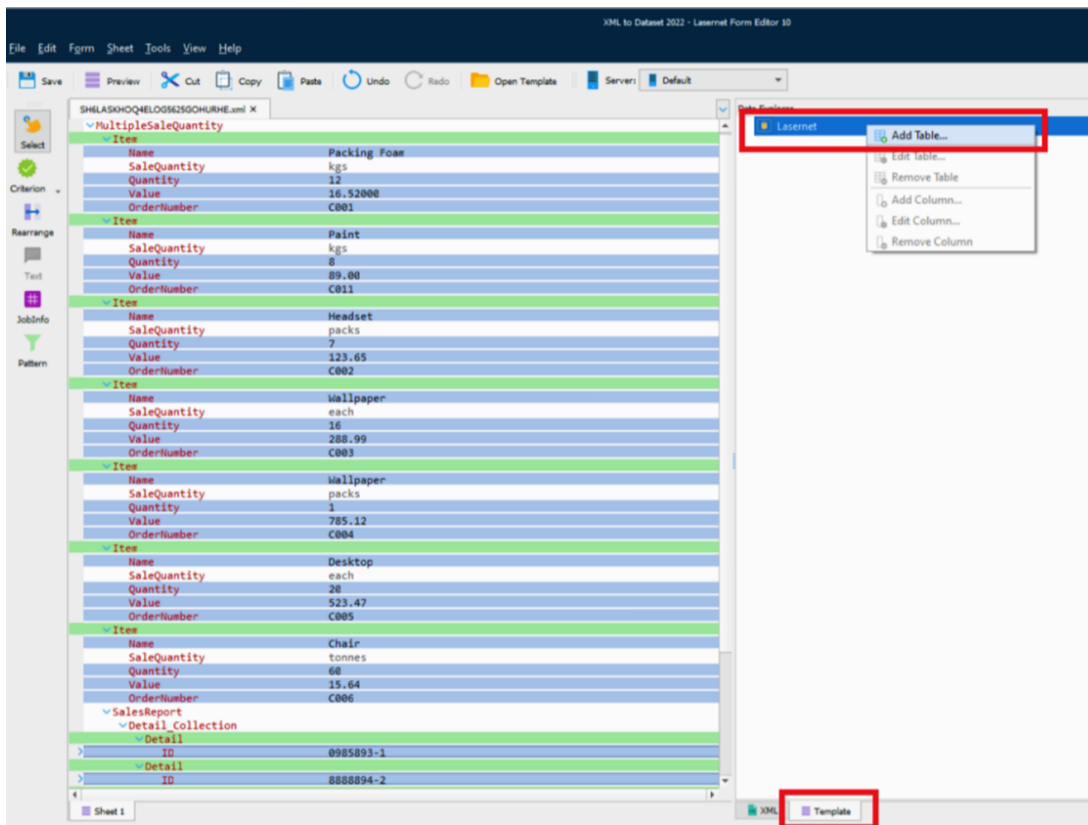 XML to Dataset 2022 - Lasernet Form Editor 10
File Edit Form Sheet Tools View Help
Save Preview Cut Copy Paste Undo Redo Open Template Server: Default
SH6LASKHOQ4ELOG5625GOHURHE.xml
Data Explorer
Select
Criterion
Rearrange
Text
JobInfo
Pattern
MultipleSaleQuantity
Item
Name Packing Foam
SaleQuantity kgs
Quantity 12
Value 16.52000
OrderNumber C001
Item
Name Paint
SaleQuantity kgs
Quantity 8
Value 89.00
OrderNumber C011
Item
Name Headset
SaleQuantity packs
Quantity 7
Value 123.65
OrderNumber C002
Item
Name Wallpaper
SaleQuantity each
Quantity 16
Value 288.99
OrderNumber C003
Item
Name Wallpaper
SaleQuantity packs
Quantity 1
Value 785.12
OrderNumber C004
Item
Name Desktop
SaleQuantity each
Quantity 20
Value 523.47
OrderNumber C005
Item
Name Chair
SaleQuantity tonnes
Quantity 60
Value 15.64
OrderNumber C006
SalesReport
Detail_Collection
Detail
ID 0985893-1
Detail
ID 8888894-2
Sheet 1
Lasernet
Add Table...
Edit Table...
Remove Table
Add Column...
Edit Column...
Remove Column
XML Template